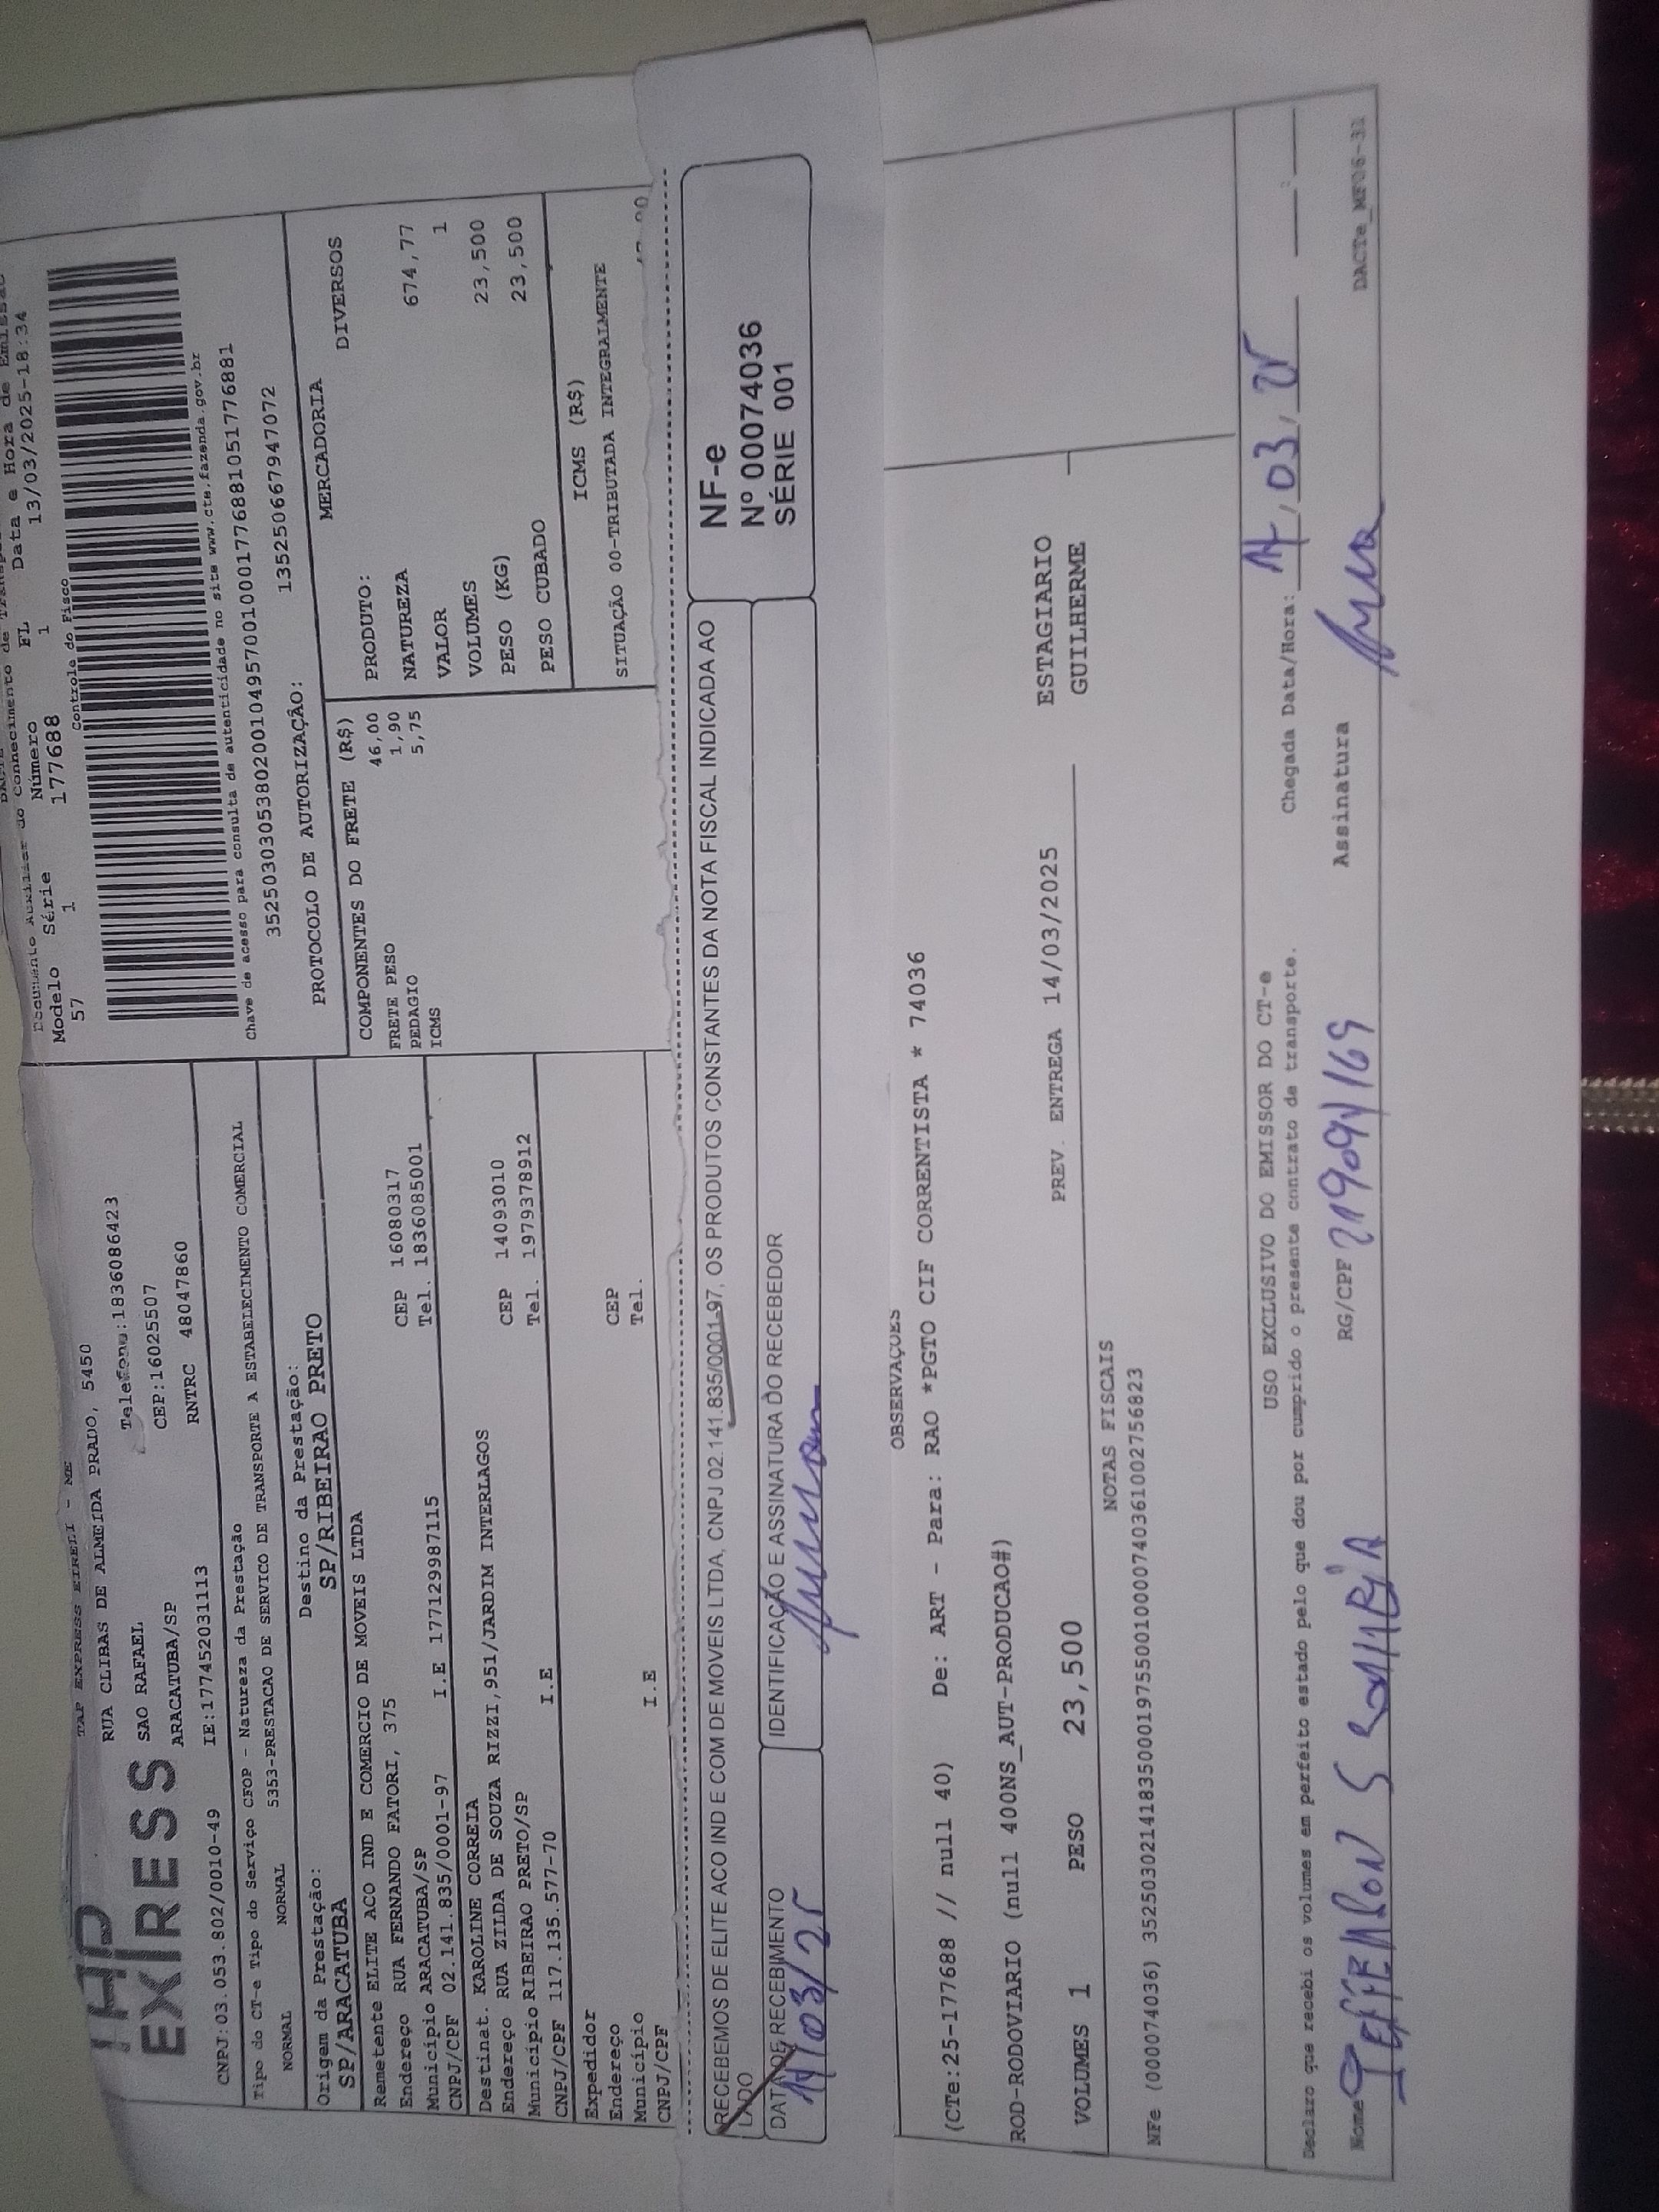 TAP EXPRESS EIRELI - ME
RUA CLIBAS DE ALMEIDA PRADO, 5450
EXPRESS
SAO RAFAEL Telefone:1836086423
ARACATUBA/SP CEP:16025507
CNPJ:03.053.802/0010-49 IE:177452031113 RNTRC 48047860
Documento Auxiliar do Conhecimento de
Modelo Série Número FL Data e Hora de
57 1 177688 1 13/03/2025-18:34
Controle do Fisco
Chave de acesso para consulta de autenticidade no site www.cte.fazenda.gov.br
35250303053802001049570010001776881051776881
PROTOCOLO DE AUTORIZAÇÃO: 135250667947072
Tipo do CT-e Tipo do Serviço CFOP - Natureza da Prestação
NORMAL NORMAL 5353-PRESTACAO DE SERVICO DE TRANSPORTE A ESTABELECIMENTO COMERCIAL
Origem da Prestação: Destino da Prestação:
SP/ARACATUBA SP/RIBEIRAO PRETO
Remetente ELITE ACO IND E COMERCIO DE MOVEIS LTDA
Endereço RUA FERNANDO FATORI, 375 CEP 16080317
Município ARACATUBA/SP Tel. 1836085001
CNPJ/CPF 02.141.835/0001-97 I.E 177129987115
Destinat. KAROLINE CORREIA
Endereço RUA ZILDA DE SOUZA RIZZI,951/JARDIM INTERLAGOS CEP 14093010
Município RIBEIRAO PRETO/SP Tel. 1979378912
CNPJ/CPF 117.135.577-70 I.E
Expedidor
Endereço CEP
Município Tel.
CNPJ/CPF I.E
COMPONENTES DO FRETE (R$)
FRETE PESO 46,00
PEDAGIO 1,90
ICMS 5,75
MERCADORIA
PRODUTO: DIVERSOS
NATUREZA
VALOR 674,77
VOLUMES 1
PESO (KG) 23,500
PESO CUBADO 23,500
ICMS (R$)
SITUAÇÃO 00-TRIBUTADA INTEGRALMENTE
RECEBEMOS DE ELITE ACO IND E COM DE MOVEIS LTDA, CNPJ 02.141.835/0001-97, OS PRODUTOS CONSTANTES DA NOTA FISCAL INDICADA AO
LADO
DATA DE RECEBIMENTO IDENTIFICAÇÃO E ASSINATURA DO RECEBEDOR
14/03/25
NF-e
Nº 00074036
SÉRIE 001
OBSERVAÇOES
(CTe:25-177688 // null 40) De: ART - Para: RAO *PGTO CIF CORRENTISTA * 74036
ROD-RODOVIARIO (null 400NS_AUT-PRODUCAO#) ESTAGIARIO
VOLUMES 1 PESO 23,500 PREV. ENTREGA 14/03/2025 GUILHERME
NOTAS FISCAIS
NFe (00074036) 35250302141835000197550010000740361002756823
USO EXCLUSIVO DO EMISSOR DO CT-e
Declaro que recebi os volumes em perfeito estado pelo que dou por cumprido o presente contrato de transporte.
Chegada Data/Hora: 14/03/25 :
Nome RG/CPF Assinatura
DACTe_MF06-31